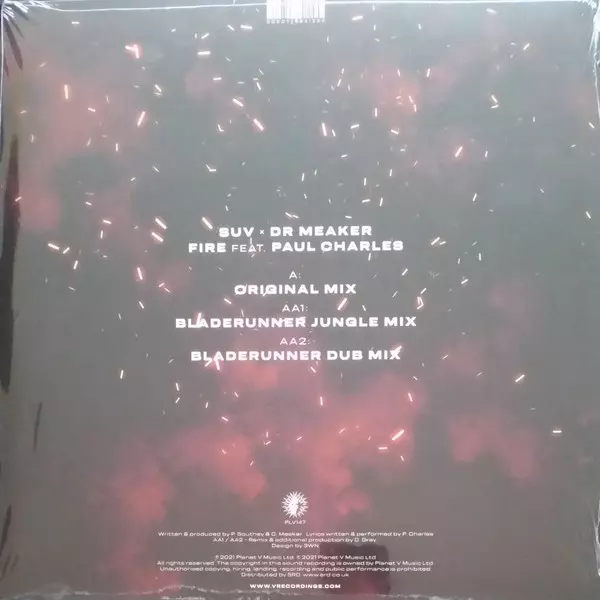 SUV × DR MEAKER
FIRE FEAT. PAUL CHARLES
A:
ORIGINAL MIX
AA1:
BLADERUNNER JUNGLE MIX
AA2:
BLADERUNNER DUB MIX
PLV147
Written & produced by P. Southey & C. Meaker Lyrics written & performed by P. Charles
AA1 / AA2 - Remix & additional production by D. Gray
Design by 3WN
℗ 2021 Planet V Music Ltd © 2021 Planet V Music Ltd
All rights reserved. The copyright in this sound recording is owned by Planet V Music Ltd
Unauthorised copying, hiring, lending, recording and public performance is prohibited.
Distributed by SRD. www.srd.co.uk
WWW.VRECORDINGS.COM